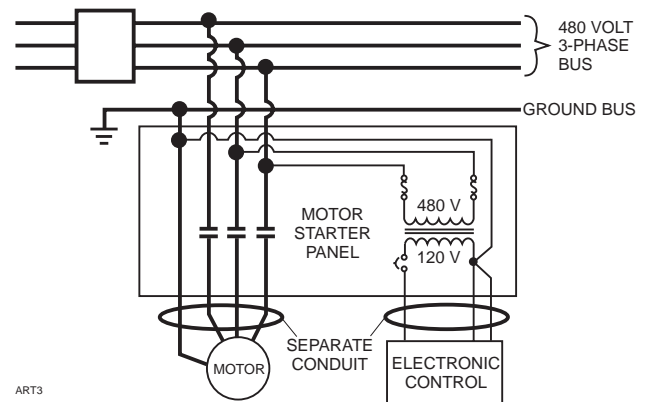 480 VOLT
3-PHASE
BUS
GROUND BUS
480 V
MOTOR
STARTER
PANEL
120 V
SEPARATE
CONDUIT
MOTOR
ELECTRONIC
CONTROL
ART3